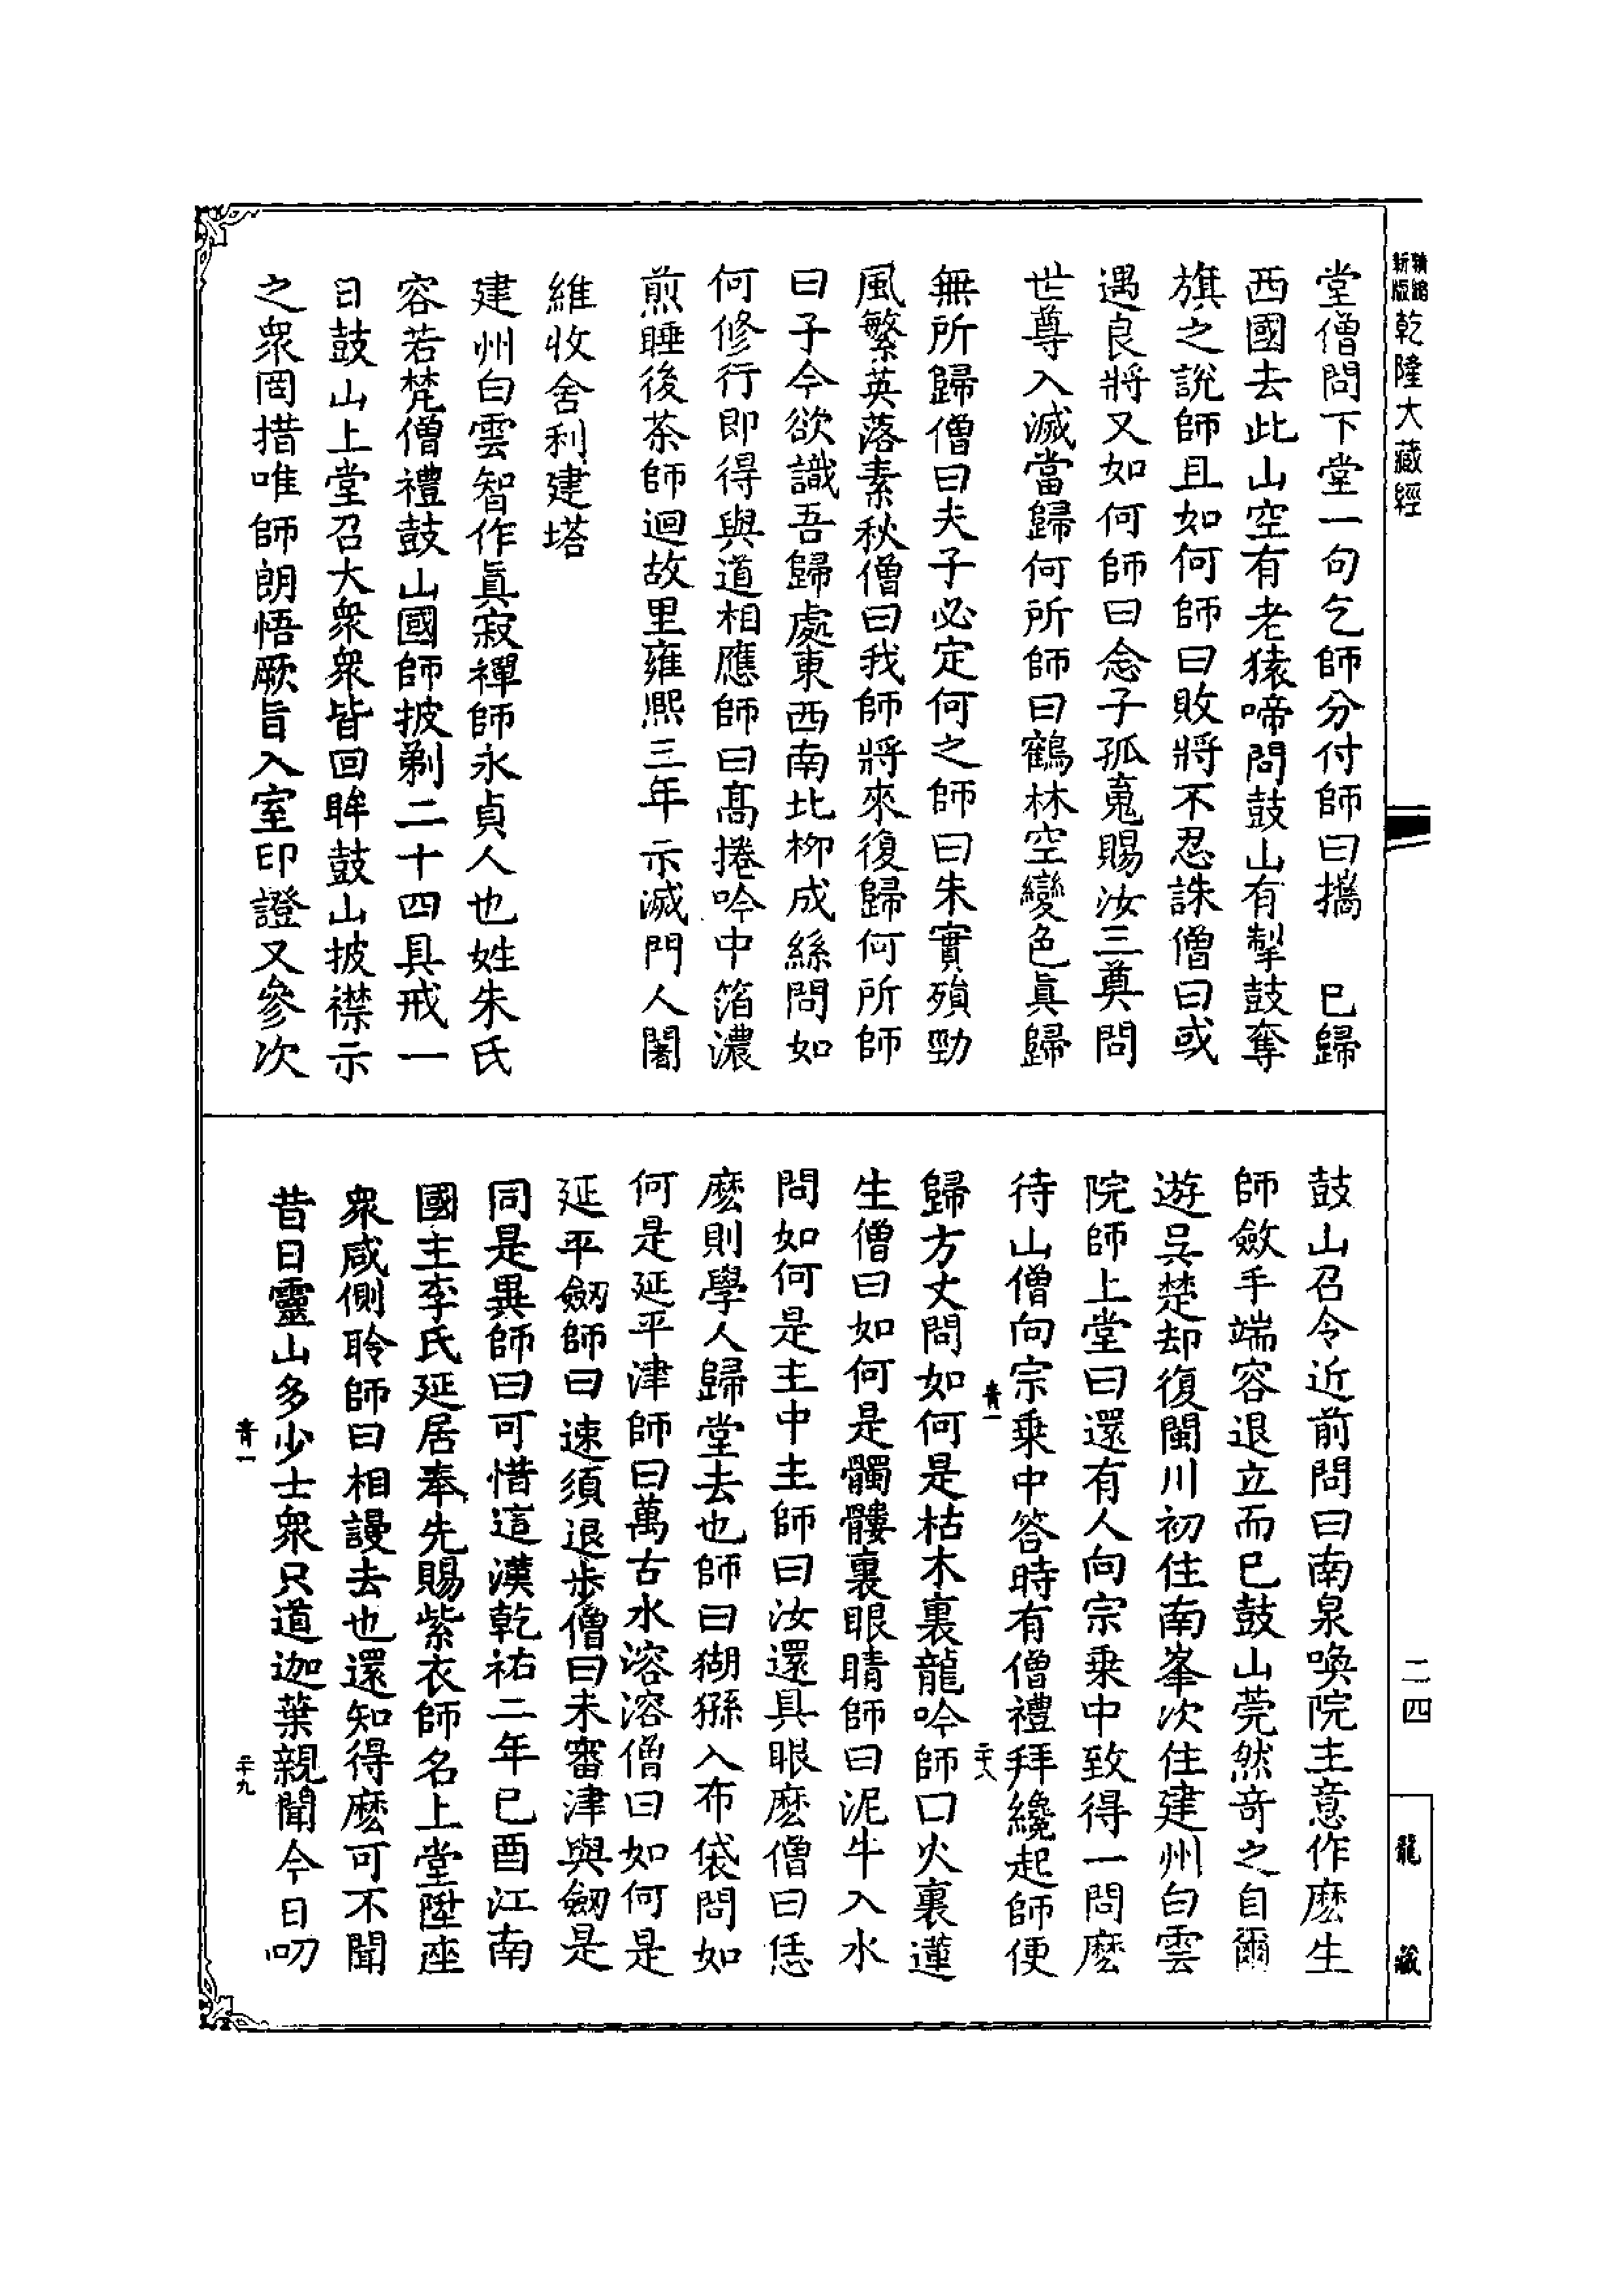 新編縮版乾隆大藏經
堂僧問下堂一句乞師分付師曰攜 巳歸
西國去此山空有老猿啼問鼓山有掣鼓奪
旗之說師且如何師曰敗將不忍誅僧曰或
遇良將又如何師曰念子孤䰟賜汝三奠問
世尊入滅當歸何所師曰鶴林空變色真歸
無所歸僧曰夫子必定何之師曰朱實殞勁
風繁英落素秋僧曰我師將來復歸何所師
曰子今欲識吾歸處東西南北柳成絲問如
何修行即得與道相應師曰高捲吟中箔濃
煎睡後茶師迴故里雍熈三年示滅門人闍
維收舍利建塔
建州白雲智作真寂禪師永貞人也姓朱氏
容若梵僧禮鼓山國師披剃二十四具戒一
日鼓山上堂召大衆衆皆回眸鼓山披襟示
之衆罔措唯師朗悟厥旨入室印證又參次
鼓山召令近前問曰南泉喚院主意作麽生
師斂手端容退立而巳鼓山莞然奇之自爾
遊吳楚却復閩川初住南峯次住建州白雲
院師上堂曰還有人向宗乘中致得一問麽
待山僧向宗乘中答時有僧禮拜纔起師便
歸方丈問如何是枯木裏龍吟師曰火裏蓮
生僧曰如何是髑髏裏眼睛師曰泥牛入水
問如何是主中主師曰汝還具眼麽僧曰恁
麽則學人歸堂去也師曰猢猻入布袋問如
何是延平津師曰萬古水溶溶僧曰如何是
延平劒師曰速須退步僧曰未審津與劒是
同是異師曰可惜這漢乾祐二年巳酉江南
國主李氏延居奉先賜紫衣師名上堂陞座
衆咸側聆師曰相謾去也還知得麽可不聞
昔日靈山多少士衆只道迦葉親聞今日叨
青一
二十八
青一
二十九
二四
龍藏